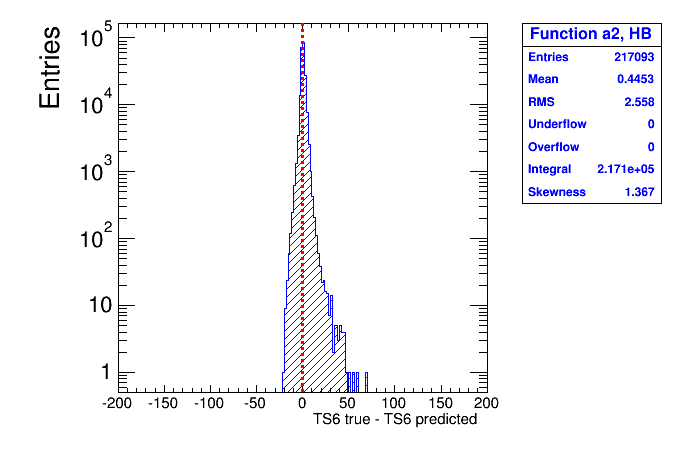 Function a2, HB
Entries 217093
Mean 0.4453
RMS 2.558
Underflow 0
Overflow 0
Integral 2.171e+05
Skewness 1.367
Entries
10^5
10^4
10^3
10^2
10
1
-200 -150 -100 -50 0 50 100 150 200
TS6 true - TS6 predicted